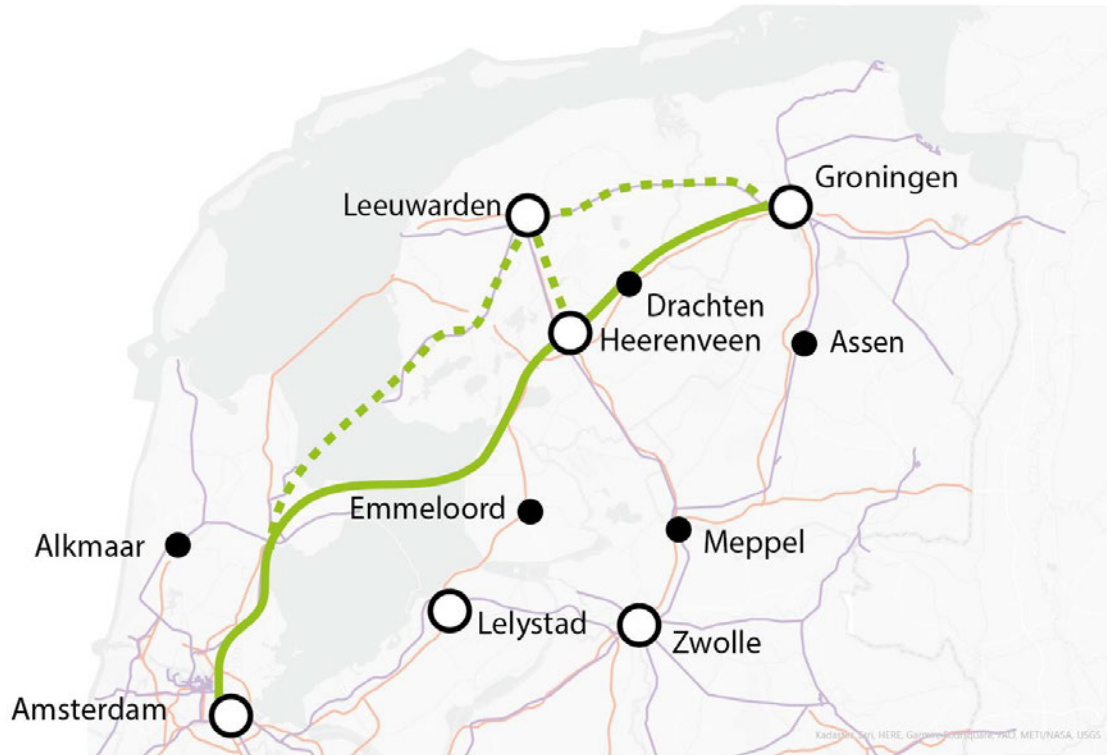 Groningen
Leeuwarden
Drachten
Heerenveen
Assen
Emmeloord
Alkmaar
Meppel
Lelystad
Zwolle
Amsterdam